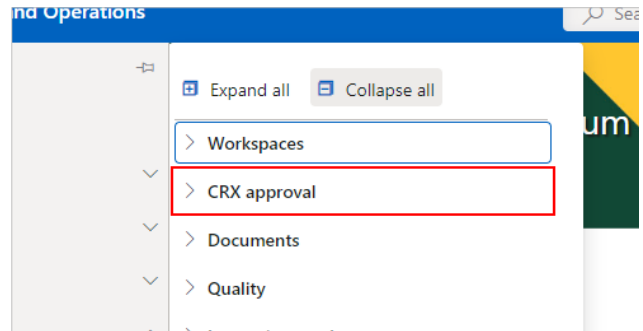 nd Operations
Sea
Expand all
Collapse all
um
Workspaces
CRX approval
Documents
Quality